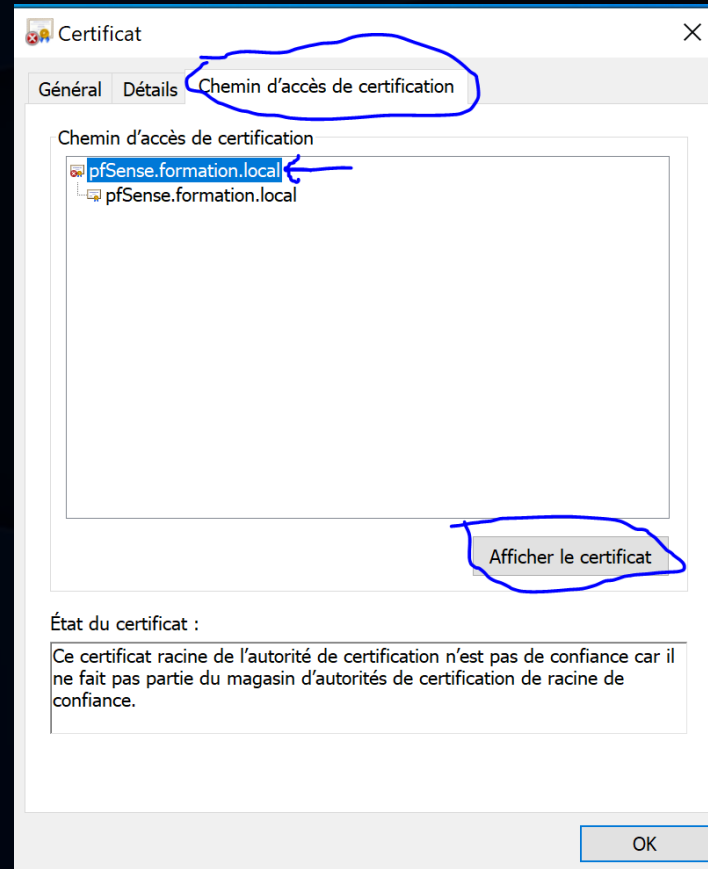 Certificat
Général Détails Chemin d'accès de certification
Chemin d'accès de certification
pfSense.formation.local
pfSense.formation.local
Afficher le certificat
État du certificat :
Ce certificat racine de l'autorité de certification n'est pas de confiance car il
ne fait pas partie du magasin d'autorités de certification de racine de
confiance.
OK